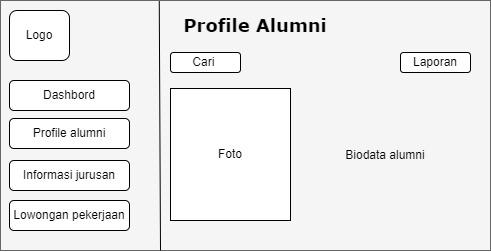 Logo
Dashbord
Profile alumni
Informasi jurusan
Lowongan pekerjaan
Profile Alumni
Cari
Laporan
Foto
Biodata alumni